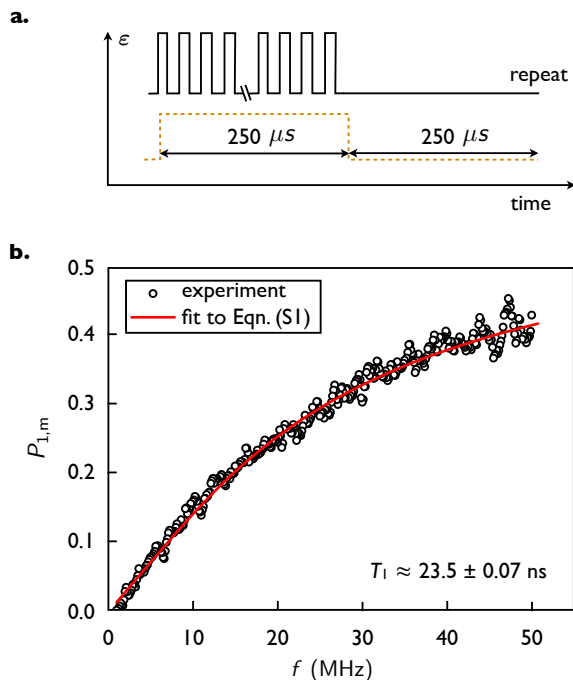 a.
ε
repeat
250 μs
250 μs
time
b.
0.5
experiment
fit to Eqn. (S1)
0.4
0.3
P1,m
0.2
0.1
T1 ≈ 23.5 ± 0.07 ns
0.0
0
10
20
30
40
50
f (MHz)